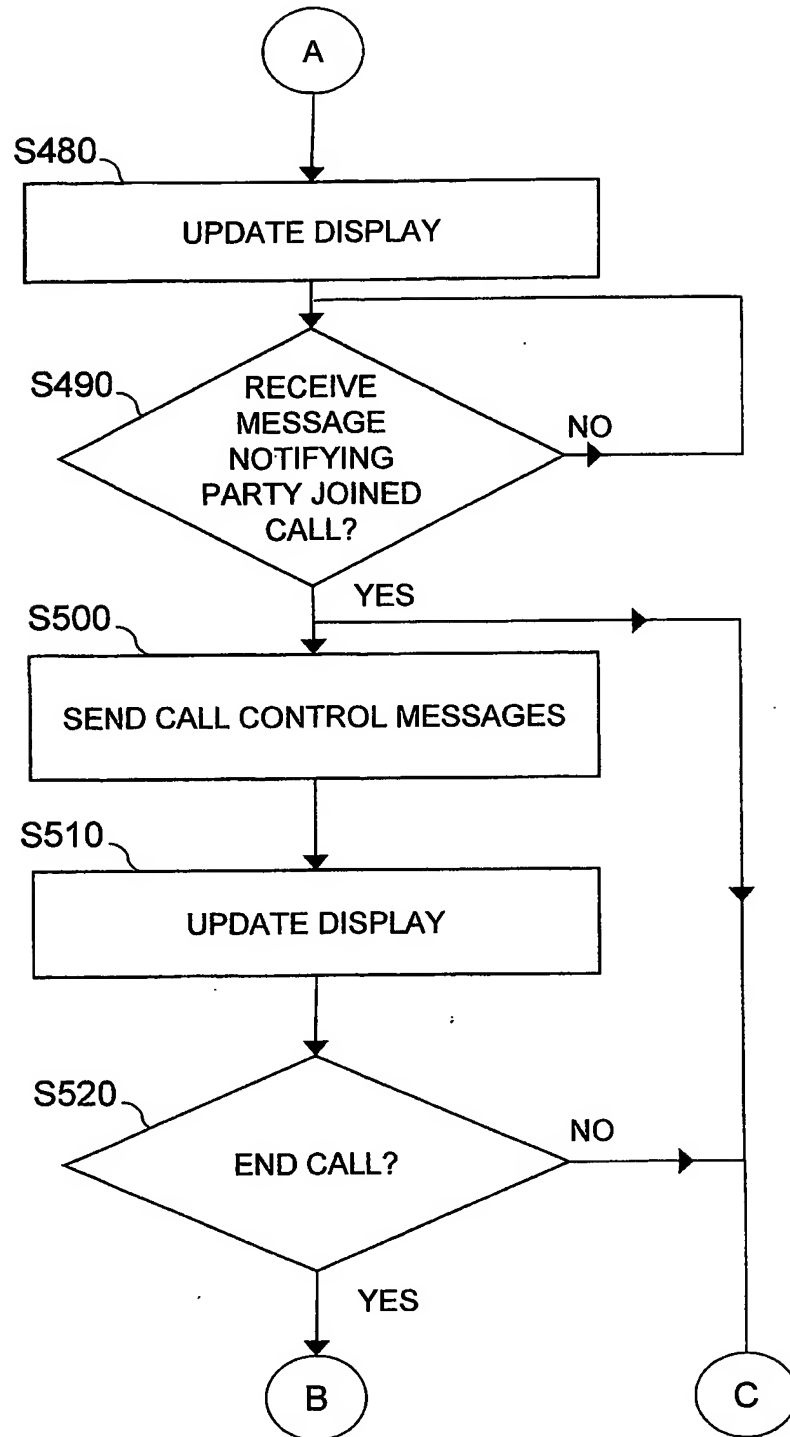 A
S480
UPDATE DISPLAY
S490
RECEIVE
MESSAGE
NOTIFYING
PARTY JOINED
CALL?
NO
YES
S500
SEND CALL CONTROL MESSAGES
S510
UPDATE DISPLAY
S520
END CALL?
NO
YES
B
C